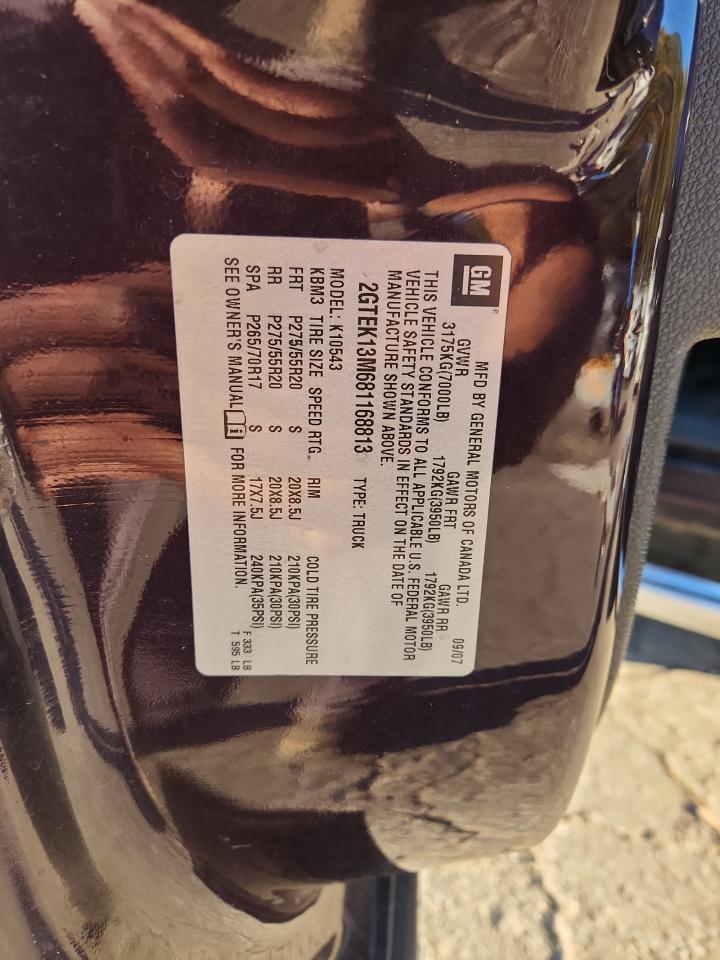 GM®
MFD BY GENERAL MOTORS OF CANADA LTD. 09/07
GVWR GAWR FRT GAWR RR
3175KG(7000LB) 1792KG(3950LB) 1792KG(3950LB)
THIS VEHICLE CONFORMS TO ALL APPLICABLE U.S. FEDERAL MOTOR
VEHICLE SAFETY STANDARDS IN EFFECT ON THE DATE OF
MANUFACTURE SHOWN ABOVE.
2GTEK13M681168813 TYPE: TRUCK
MODEL: K10543
KBM3 TIRE SIZE SPEED RTG. RIM COLD TIRE PRESSURE
FRT P275/55R20 S 20X8.5J 210KPA(30PSI)
RR P275/55R20 S 20X8.5J 210KPA(30PSI)
SPA P265/70R17 S 17X7.5J 240KPA(35PSI)
SEE OWNER'S MANUAL i FOR MORE INFORMATION.
F 333 LB
T 595 LB